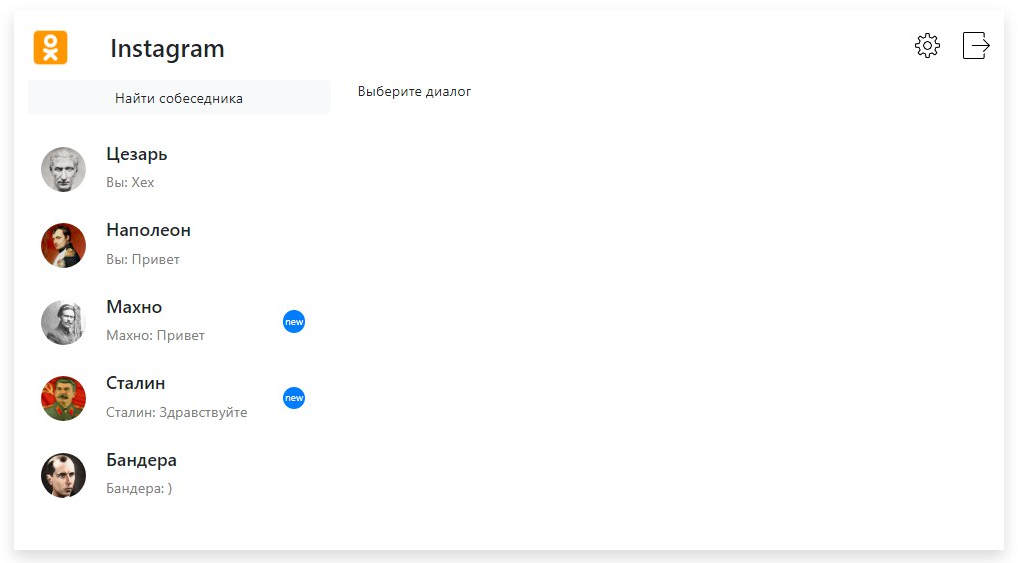 Instagram
Найти собеседника
Выберите диалог
Цезарь
Вы: Хех
Наполеон
Вы: Привет
Махно
Махно: Привет
new
Сталин
Сталин: Здравствуйте
new
Бандера
Бандера: )